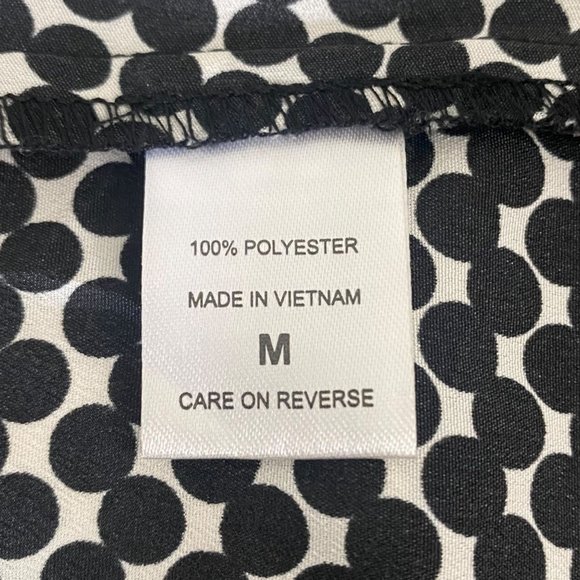 100% POLYESTER
MADE IN VIETNAM
M
CARE ON REVERSE